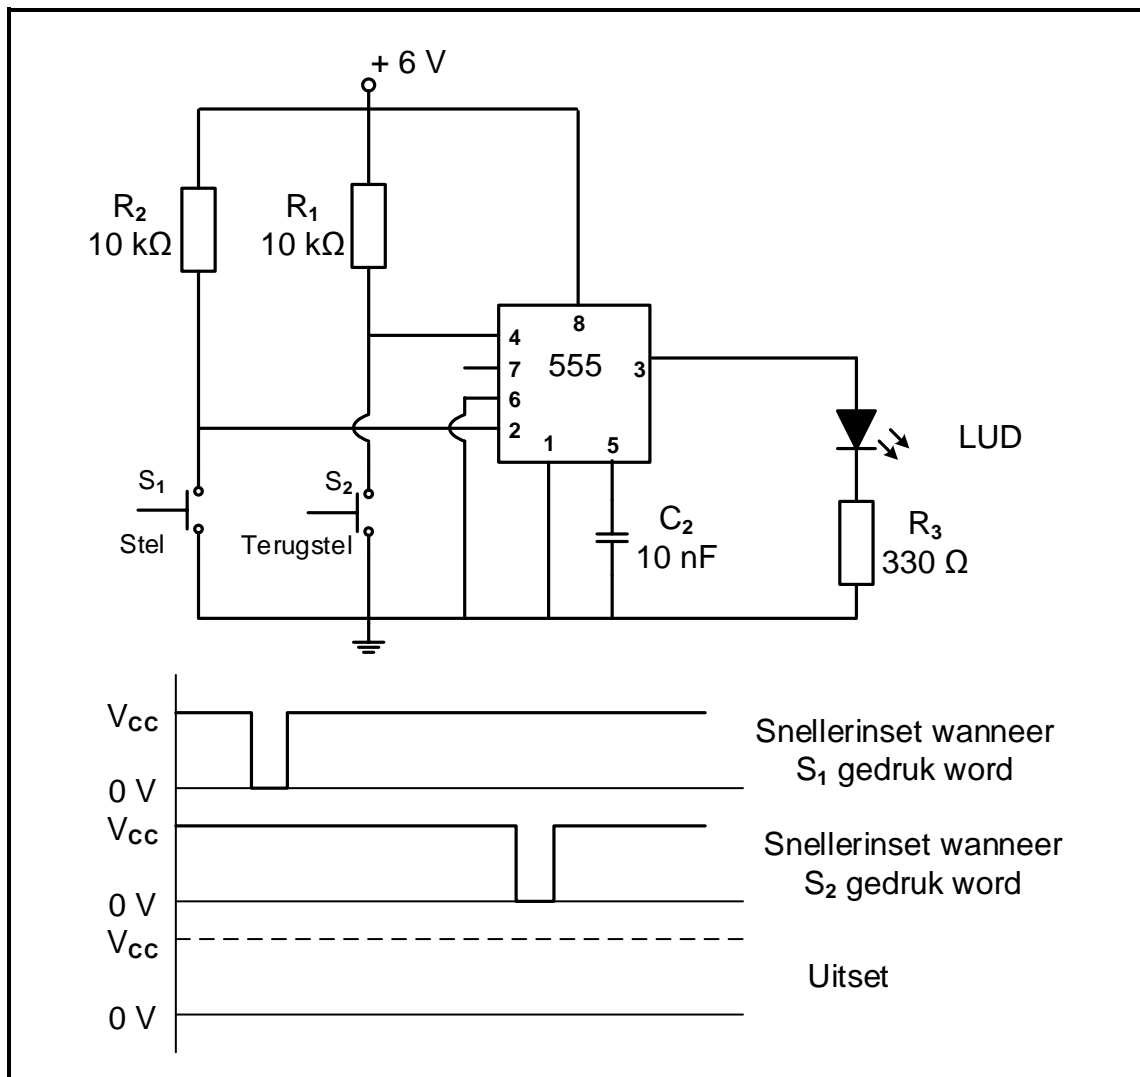 + 6 V
R₂
10 kΩ
R₁
10 kΩ
8
4
7
555
3
6
2
1
5
LUD
S₁
Stel
S₂
Terugstel
C₂
10 nF
R₃
330 Ω
Vcc
0 V
Snellerinset wanneer
S₁ gedruk word
Vcc
0 V
Snellerinset wanneer
S₂ gedruk word
Vcc
0 V
Uitset